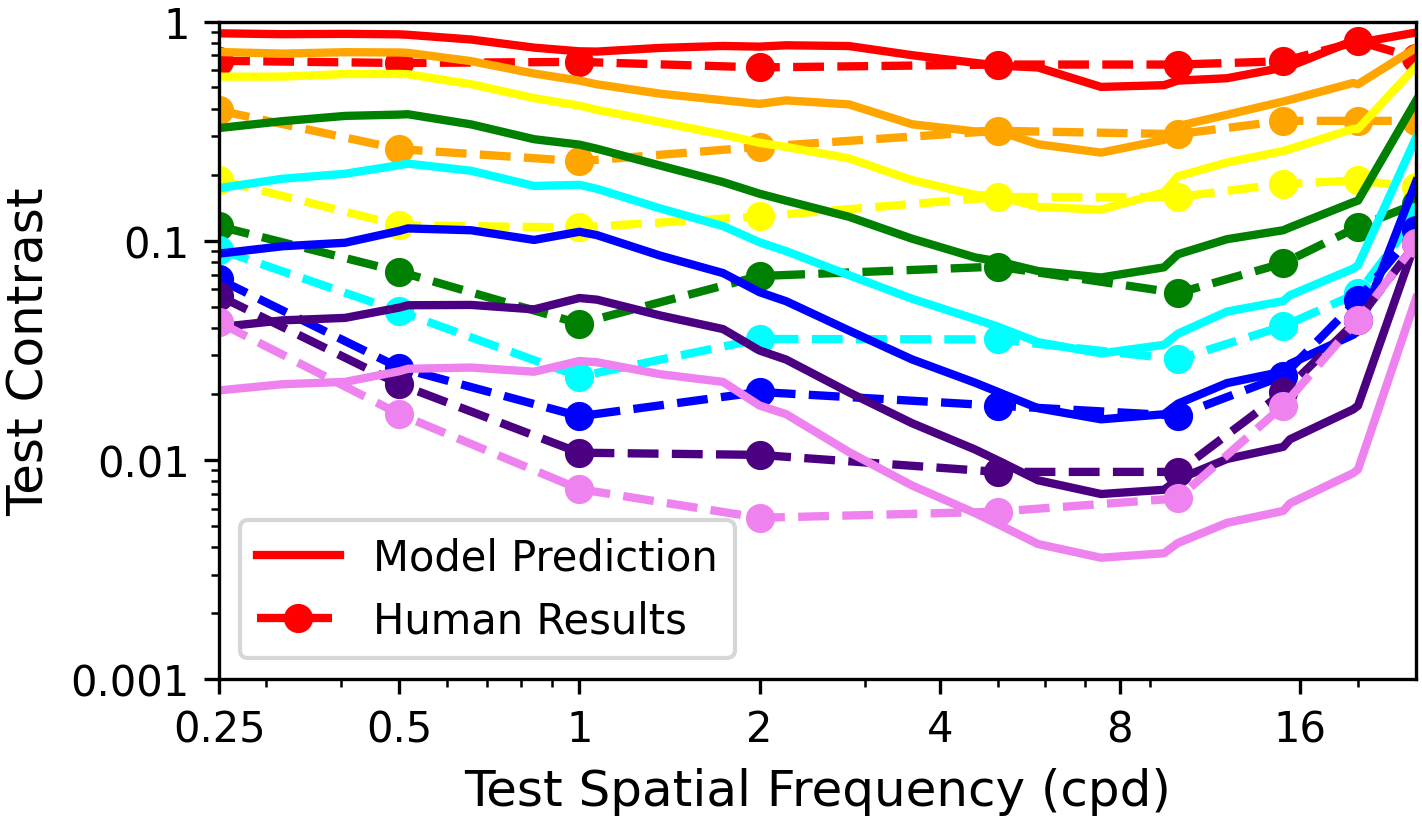 1
0.1
0.01
0.001
Test Contrast
Model Prediction
Human Results
0.25 0.5 1 2 4 8 16
Test Spatial Frequency (cpd)